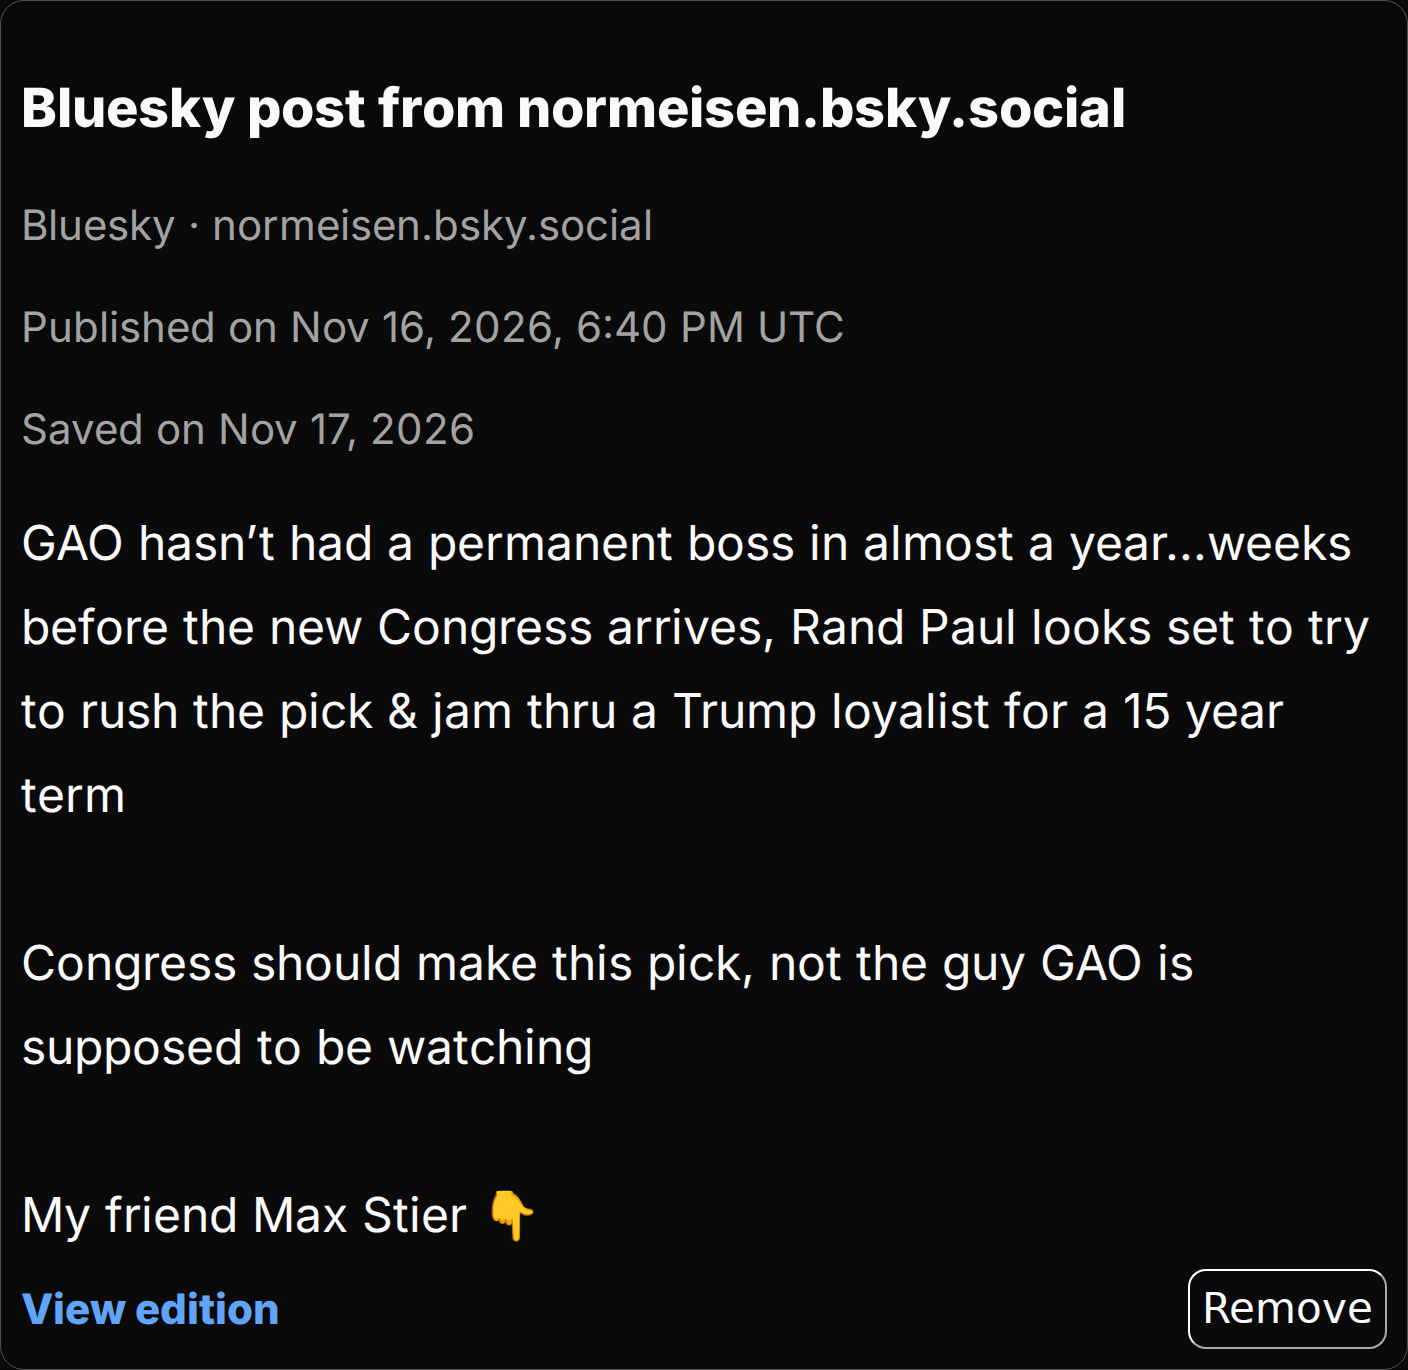 Bluesky post from normeisen.bsky.social
Bluesky · normeisen.bsky.social
Published on Nov 16, 2026, 6:40 PM UTC
Saved on Nov 17, 2026
GAO hasn’t had a permanent boss in almost a year...weeks
before the new Congress arrives, Rand Paul looks set to try
to rush the pick & jam thru a Trump loyalist for a 15 year
term
Congress should make this pick, not the guy GAO is
supposed to be watching
My friend Max Stier 👇
View edition
Remove